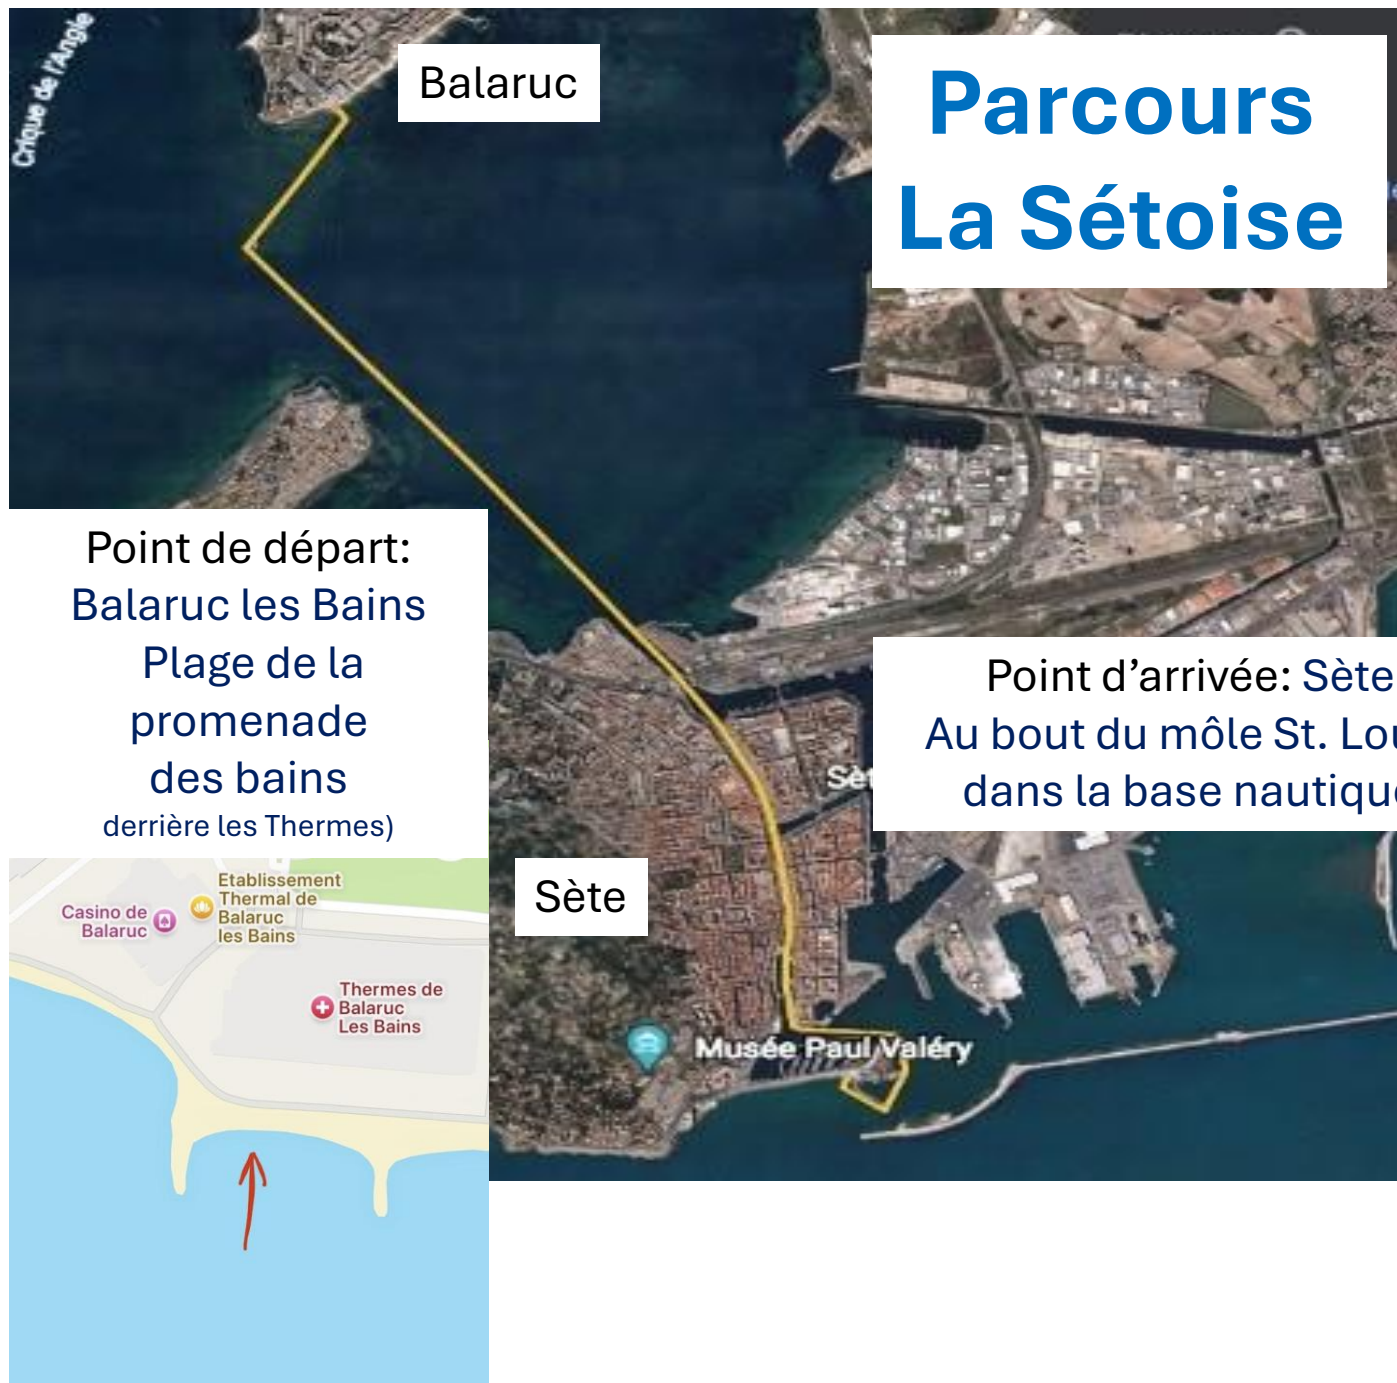 Crique de l'Angle
Balaruc
Parcours
La Sétoise
Point de départ:
Balaruc les Bains
Plage de la
promenade
des bains
derrière les Thermes)
Point d'arrivée: Sète
Au bout du môle St. Lou
dans la base nautique
Sèt
Sète
Etablissement
Thermal de
Balaruc
les Bains
Casino de
Balaruc
Thermes de
Balaruc
Les Bains
Musée Paul Valéry